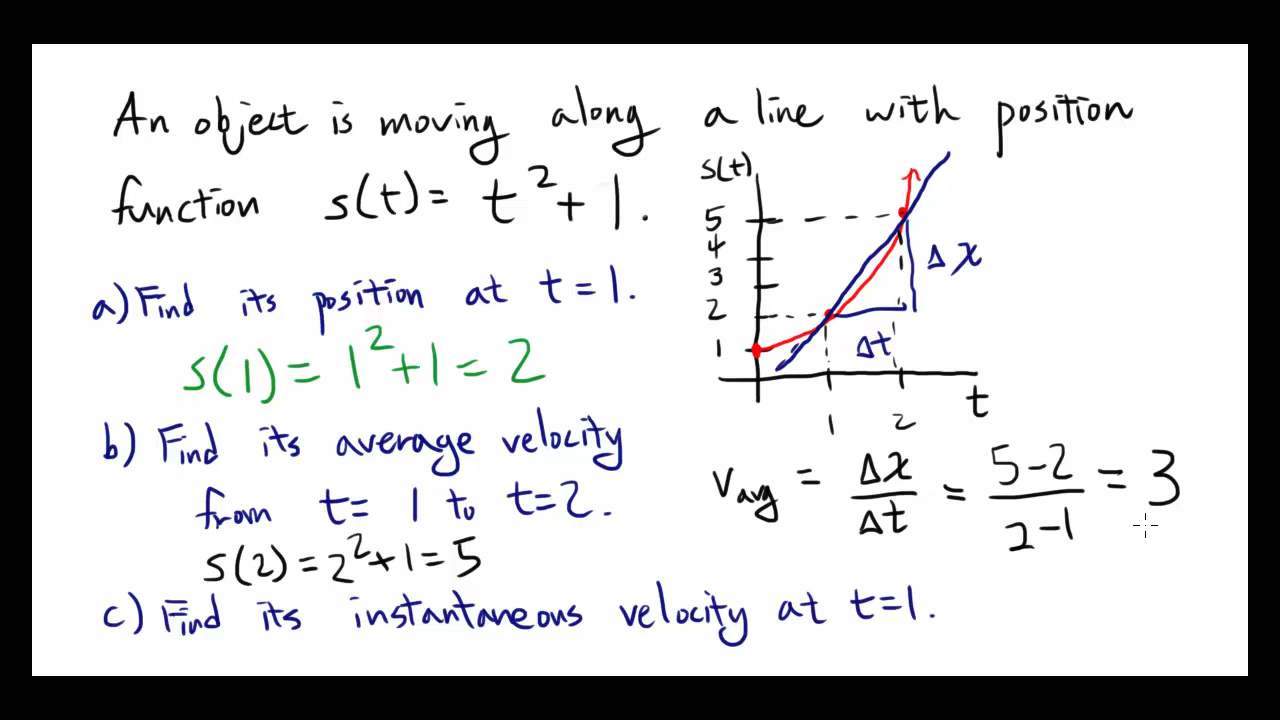 An object is moving along a line with position
function s(t) = t² + 1.
a) Find its position at t = 1.
s(1) = 1² + 1 = 2
b) Find its average velocity
from t = 1 to t = 2.
s(2) = 2² + 1 = 5
c) Find its instantaneous velocity at t = 1.
s(t)
5
4
3
2
1
Δx
Δt
t
1 2
v avg = Δx/Δt = (5-2)/(2-1) = 3